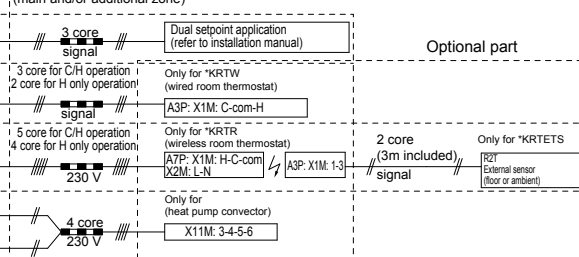 (main and/or additional zone)
3 core
signal
Dual setpoint application
(refer to installation manual)
Optional part
3 core for C/H operation
2 core for H only operation
signal
Only for *KRTW
(wired room thermostat)
A3P: X1M: C-com-H
5 core for C/H operation
4 core for H only operation
230 V
Only for *KRTR
(wireless room thermostat)
A7P: X1M: H-C-com
X2M: L-N
A3P: X1M: 1-3
2 core
(3m included)
signal
Only for *KRTETS
R2T
External sensor
(floor or ambient)
4 core
230 V
Only for
(heat pump convector)
X11M: 3-4-5-6